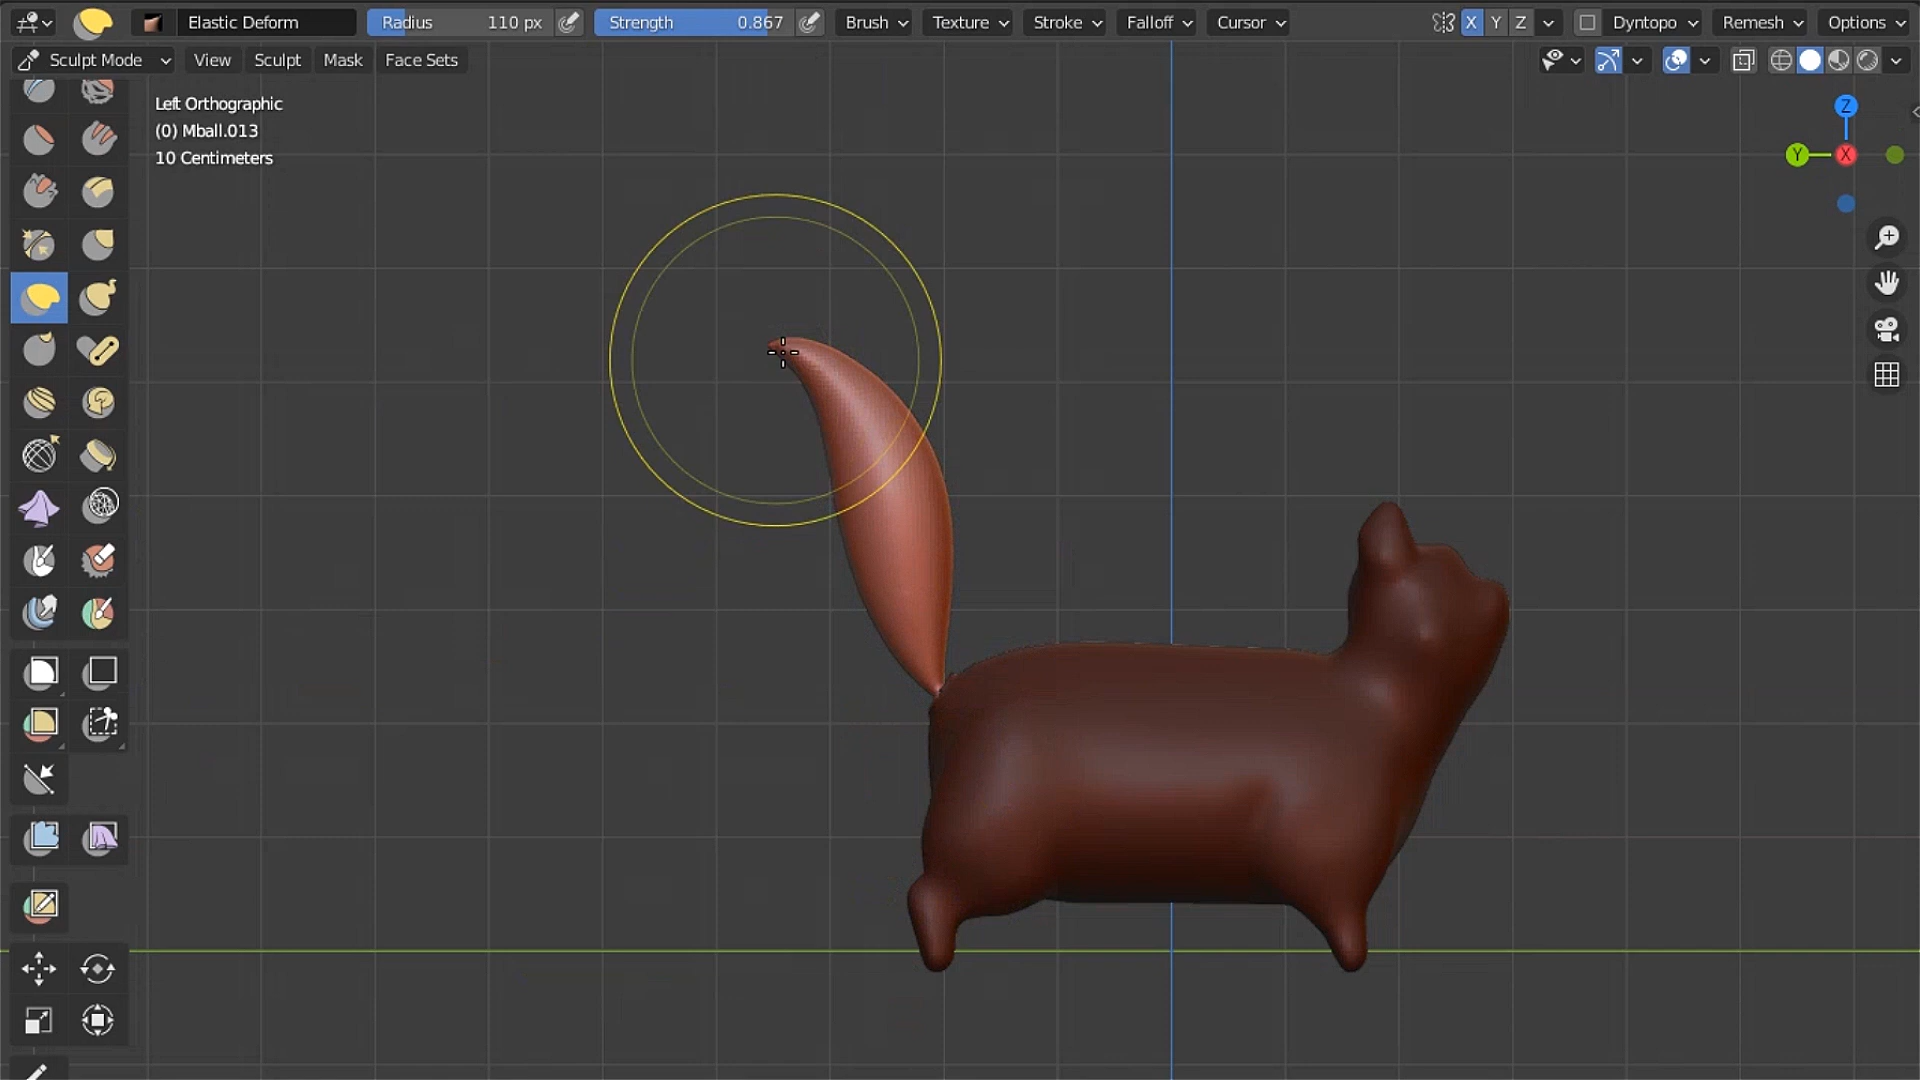 Elastic Deform Radius 110 px Strength 0.867 Brush Texture Stroke Falloff Cursor X Y Z Dyntopo Remesh Options
Sculpt Mode View Sculpt Mask Face Sets
Left Orthographic
(0) Mball.013
10 Centimeters
Z
Y X